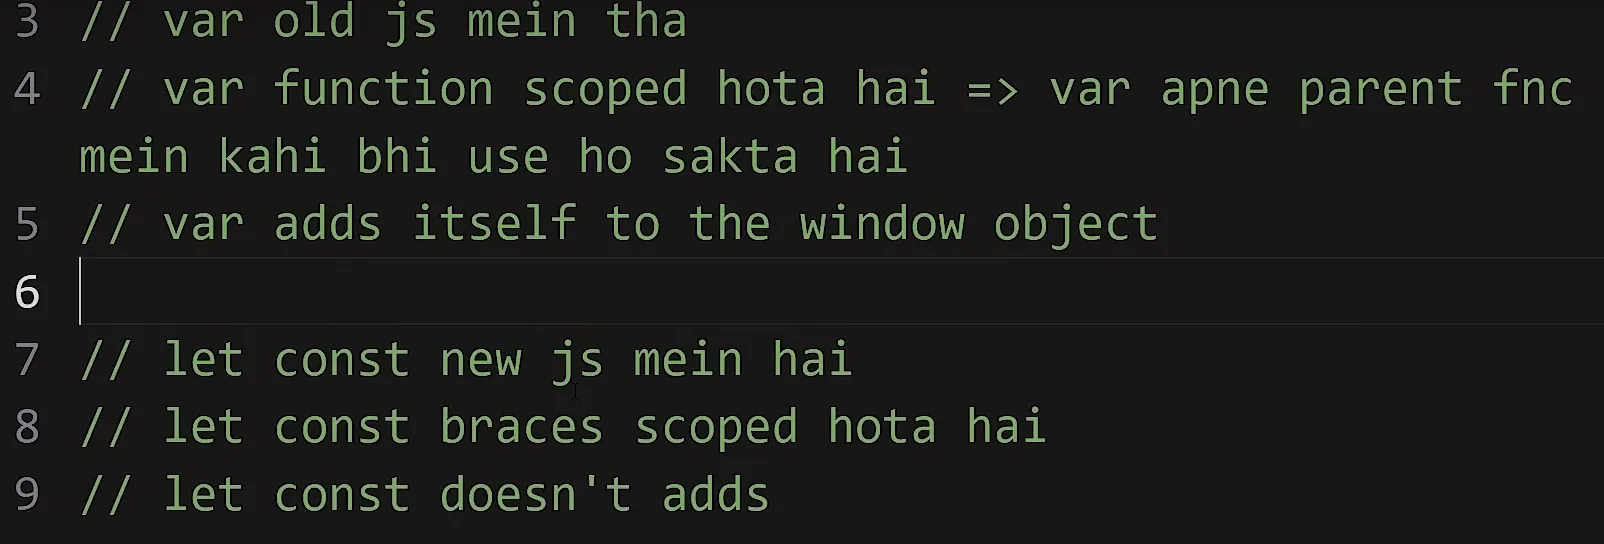 3 // var old js mein tha
4 // var function scoped hota hai => var apne parent fnc
mein kahi bhi use ho sakta hai
5 // var adds itself to the window object
6
7 // let const new js mein hai
8 // let const braces scoped hota hai
9 // let const doesn't adds